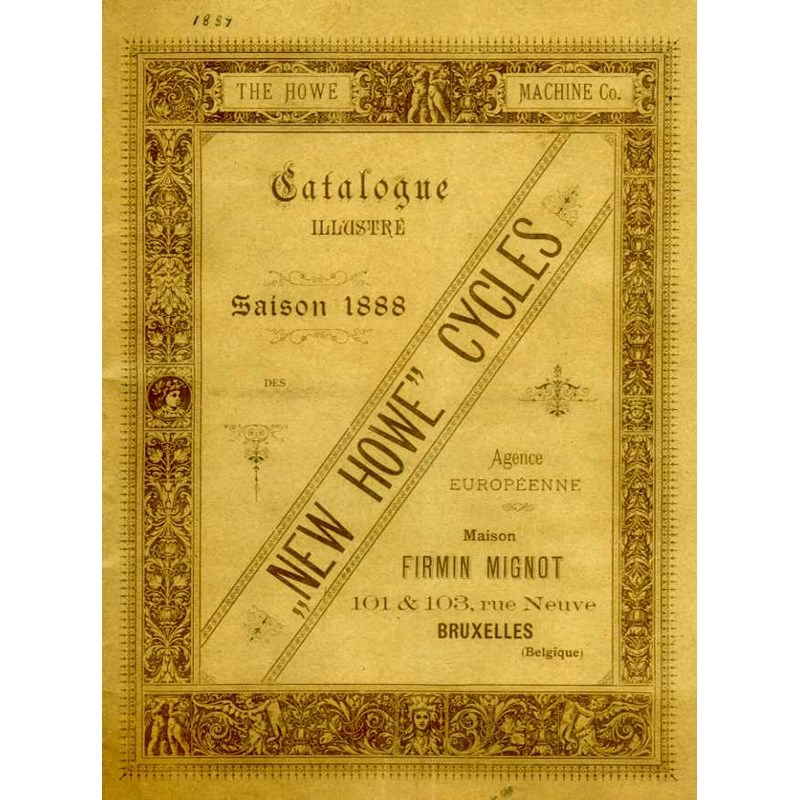 1887
THE HOWE MACHINE Co.
Catalogue
ILLUSTRÉ
Saison 1888
DES
„NEW HOWE” CYCLES
Agence
EUROPÉENNE
Maison
FIRMIN MIGNOT
101 & 103, rue Neuve
BRUXELLES
(Belgique)